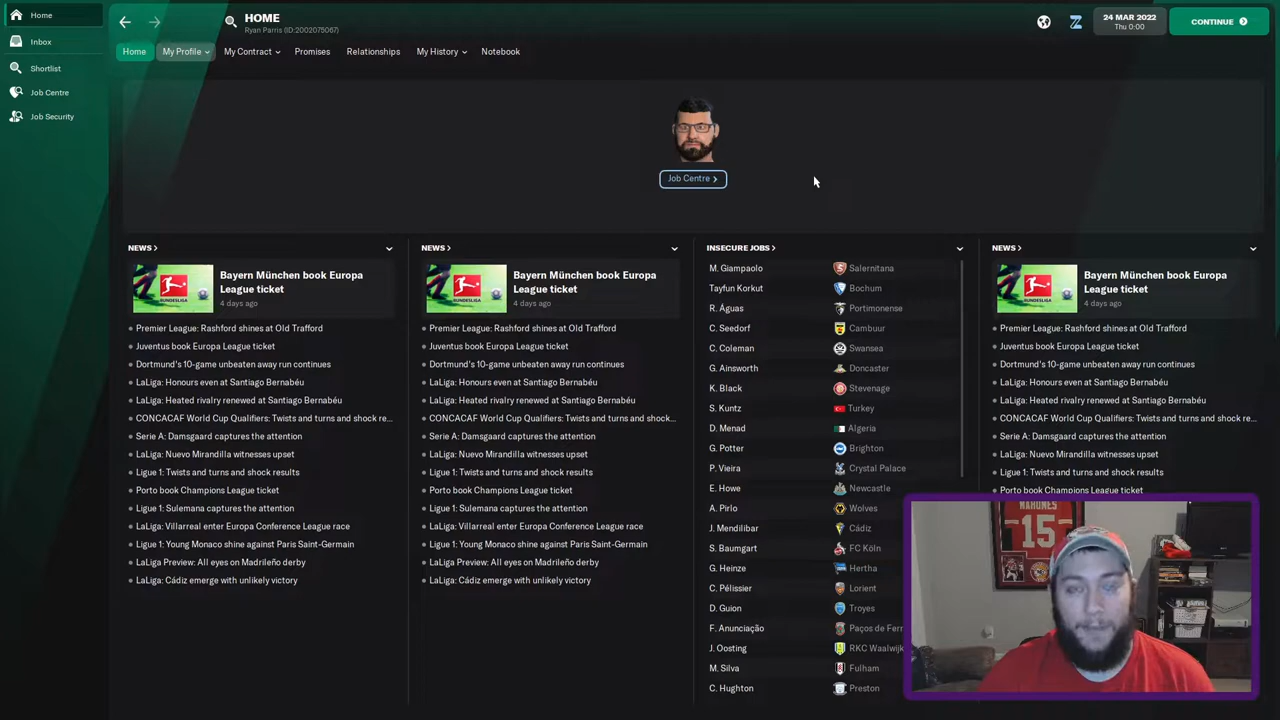 Home
Inbox
Shortlist
Job Centre
Job Security
HOME
Ryan Parris (ID:2002075067)
24 MAR 2022
Thu 0:00
CONTINUE
Home
My Profile
My Contract
Promises
Relationships
My History
Notebook
Job Centre
NEWS
Bayern München book Europa
League ticket
4 days ago
Premier League: Rashford shines at Old Trafford
Juventus book Europa League ticket
Dortmund's 10-game unbeaten away run continues
LaLiga: Honours even at Santiago Bernabéu
LaLiga: Heated rivalry renewed at Santiago Bernabéu
CONCACAF World Cup Qualifiers: Twists and turns and shock re...
Serie A: Damsgaard captures the attention
LaLiga: Nuevo Mirandilla witnesses upset
Ligue 1: Twists and turns and shock results
Porto book Champions League ticket
Ligue 1: Sulemana captures the attention
LaLiga: Villarreal enter Europa Conference League race
Ligue 1: Young Monaco shine against Paris Saint-Germain
LaLiga Preview: All eyes on Madrileño derby
LaLiga: Cádiz emerge with unlikely victory
NEWS
Bayern München book Europa
League ticket
4 days ago
Premier League: Rashford shines at Old Trafford
Juventus book Europa League ticket
Dortmund's 10-game unbeaten away run continues
LaLiga: Honours even at Santiago Bernabéu
LaLiga: Heated rivalry renewed at Santiago Bernabéu
CONCACAF World Cup Qualifiers: Twists and turns and shock...
Serie A: Damsgaard captures the attention
LaLiga: Nuevo Mirandilla witnesses upset
Ligue 1: Twists and turns and shock results
Porto book Champions League ticket
Ligue 1: Sulemana captures the attention
LaLiga: Villarreal enter Europa Conference League race
Ligue 1: Young Monaco shine against Paris Saint-Germain
LaLiga Preview: All eyes on Madrileño derby
LaLiga: Cádiz emerge with unlikely victory
INSECURE JOBS
M. Giampaolo Salernitana
Tayfun Korkut Bochum
R. Águas Portimonense
C. Seedorf Cambuur
C. Coleman Swansea
G. Ainsworth Doncaster
K. Black Stevenage
S. Kuntz Turkey
D. Menad Algeria
G. Potter Brighton
P. Vieira Crystal Palace
E. Howe Newcastle
A. Pirlo Wolves
J. Mendilibar Cádiz
S. Baumgart FC Köln
G. Heinze Hertha
C. Pélissier Lorient
D. Guion Troyes
F. Anunciação Paços de Ferr
J. Oosting RKC Waalwijk
M. Silva Fulham
C. Hughton Preston
NEWS
Bayern München book Europa
League ticket
4 days ago
Premier League: Rashford shines at Old Trafford
Juventus book Europa League ticket
Dortmund's 10-game unbeaten away run continues
LaLiga: Honours even at Santiago Bernabéu
LaLiga: Heated rivalry renewed at Santiago Bernabéu
CONCACAF World Cup Qualifiers: Twists and turns and shock re...
Serie A: Damsgaard captures the attention
LaLiga: Nuevo Mirandilla witnesses upset
Ligue 1: Twists and turns and shock results
Porto book Champions League ticket
MAHOMES
15